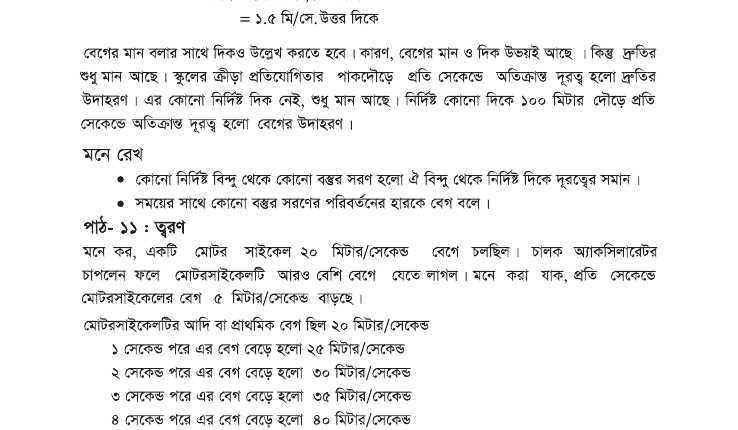 = ১.৫ মি/সে. উত্তর দিকে
বেগের মান বলার সাথে দিকও উল্লেখ করতে হবে। কারণ, বেগের মান ও দিক উভয়ই আছে । কিন্তু দ্রুতির
শুধু মান আছে। স্কুলের ক্রীড়া প্রতিযোগিতার পাকদৌড়ে প্রতি সেকেন্ডে অতিক্রান্ত দূরত্ব হলো দ্রুতির
উদাহরণ। এর কোনো নির্দিষ্ট দিক নেই, শুধু মান আছে। নির্দিষ্ট কোনো দিকে ১০০ মিটার দৌড়ে প্রতি
সেকেন্ডে অতিক্রান্ত দূরত্ব হলো বেগের উদাহরণ।
মনে রেখ
• কোনো নির্দিষ্ট বিন্দু থেকে কোনো বস্তুর সরণ হলো ঐ বিন্দু থেকে নির্দিষ্ট দিকে দূরত্বের সমান।
• সময়ের সাথে কোনো বস্তুর সরণের পরিবর্তনের হারকে বেগ বলে।
পাঠ- ১১ : ত্বরণ
মনে কর, একটি মোটর সাইকেল ২০ মিটার/সেকেন্ড বেগে চলছিল। চালক অ্যাকসিলারেটর
চাপলেন ফলে মোটরসাইকেলটি আরও বেশি বেগে যেতে লাগল। মনে করা যাক, প্রতি সেকেন্ডে
মোটরসাইকেলের বেগ ৫ মিটার/সেকেন্ড বাড়ছে।
মোটরসাইকেলটির আদি বা প্রাথমিক বেগ ছিল ২০ মিটার/সেকেন্ড
১ সেকেন্ড পরে এর বেগ বেড়ে হলো ২৫ মিটার/সেকেন্ড
২ সেকেন্ড পরে এর বেগ বেড়ে হলো ৩০ মিটার/সেকেন্ড
৩ সেকেন্ড পরে এর বেগ বেড়ে হলো ৩৫ মিটার/সেকেন্ড
৪ সেকেন্ড পরে এর বেগ বেড়ে হলো ৪০ মিটার/সেকেন্ড